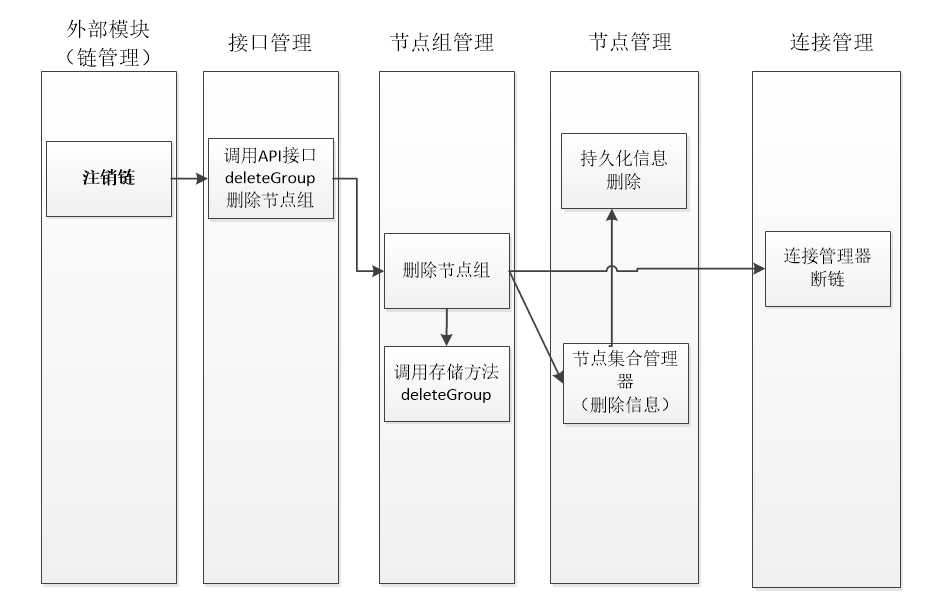 外部模块
（链管理）
接口管理
节点组管理
节点管理
连接管理
注销链
调用API接口
deleteGroup
删除节点组
删除节点组
调用存储方法
deleteGroup
持久化信息
删除
节点集合管理
器
（删除信息）
连接管理器
断链